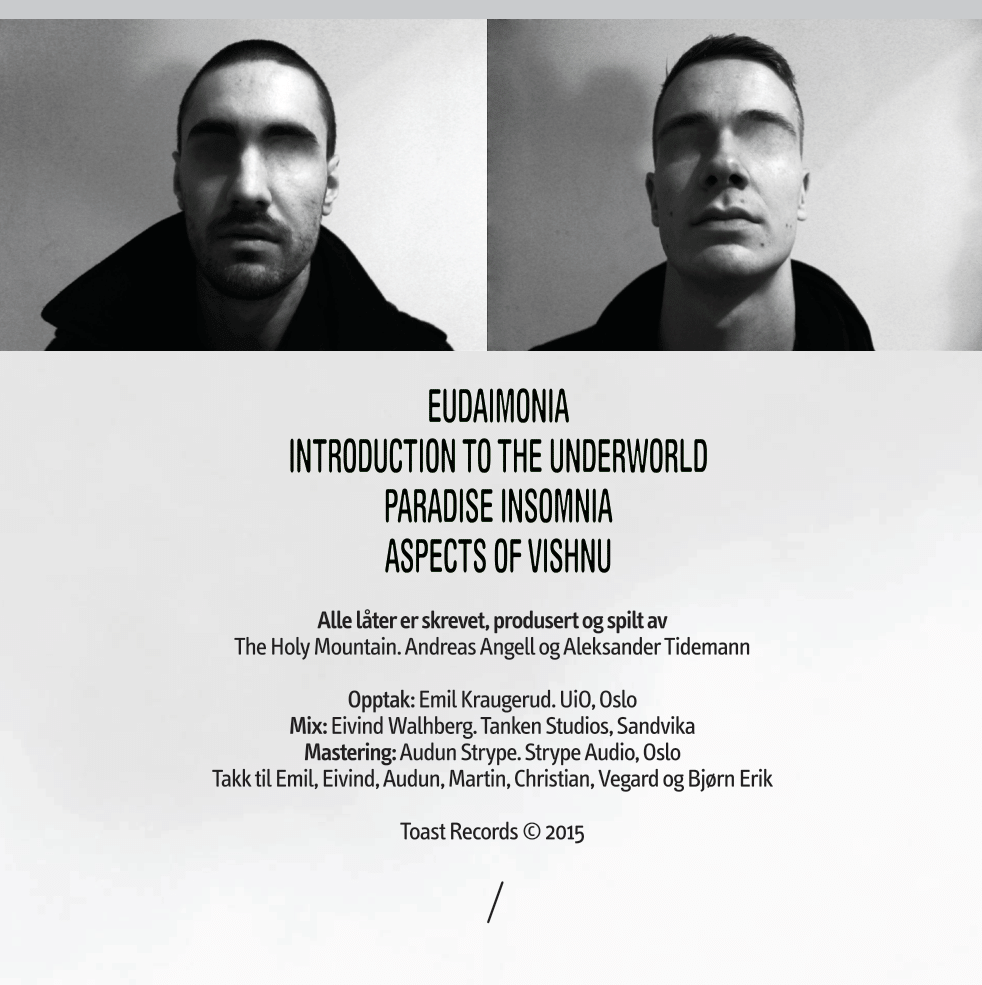 EUDAIMONIA
INTRODUCTION TO THE UNDERWORLD
PARADISE INSOMNIA
ASPECTS OF VISHNU
Alle låter er skrevet, produsert og spilt av
The Holy Mountain. Andreas Angell og Aleksander Tidemann
Opptak: Emil Kraugerud. UiO, Oslo
Mix: Eivind Walhberg. Tanken Studios, Sandvika
Mastering: Audun Strype. Strype Audio, Oslo
Takk til Emil, Eivind, Audun, Martin, Christian, Vegard og Bjørn Erik
Toast Records © 2015
/